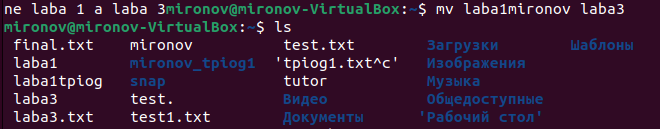 ne laba 1 a laba 3mironov@mironov-VirtualBox:~$ mv laba1mironov laba3
mironov@mironov-VirtualBox:~$ ls
final.txt mironov test.txt Загрузки Шаблоны
laba1 mironov_tpiog1 'tpiog1.txt^c' Изображения
laba1tpiog snap tutor Музыка
laba3 test. Видео Общедоступные
laba3.txt test1.txt Документы 'Рабочий стол'